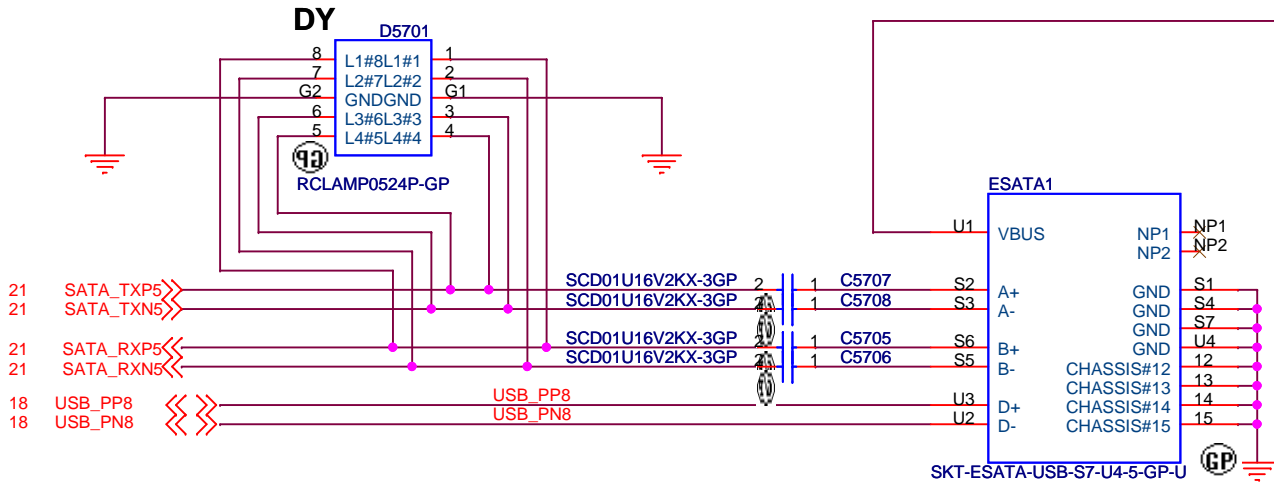 DY
D5701
8 L1#8L1#1 1
7 L2#7L2#2 2
G2 GNDGND G1
6 L3#6L3#3 3
5 L4#5L4#4 4
GP
RCLAMP0524P-GP
ESATA1
U1 VBUS NP1 NP1
NP2 NP2
21 SATA_TXP5 SCD01U16V2KX-3GP 2 1 C5707 S2 A+ GND S1
21 SATA_TXN5 SCD01U16V2KX-3GP 2 1 C5708 S3 A- GND S4
GND S7
21 SATA_RXP5 SCD01U16V2KX-3GP 2 1 C5705 S6 B+ GND U4
21 SATA_RXN5 SCD01U16V2KX-3GP 2 1 C5706 S5 B- CHASSIS#12 12
CHASSIS#13 13
18 USB_PP8 USB_PP8 U3 D+ CHASSIS#14 14
18 USB_PN8 USB_PN8 U2 D- CHASSIS#15 15
GP
SKT-ESATA-USB-S7-U4-5-GP-U